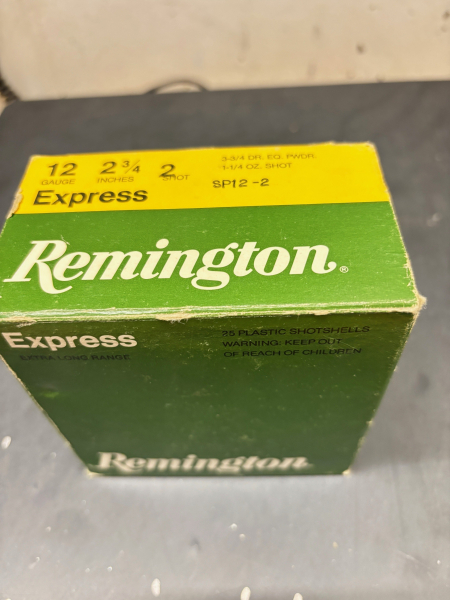 12 2 3/4 2 3-3/4 DR. EQ. PWDR.
GAUGE INCHES SHOT 1-1/4 OZ. SHOT
Express SP12-2
Remington®
Express 25 PLASTIC SHOTSHELLS
EXTRA LONG RANGE WARNING: KEEP OUT
OF REACH OF CHILDREN
Remington